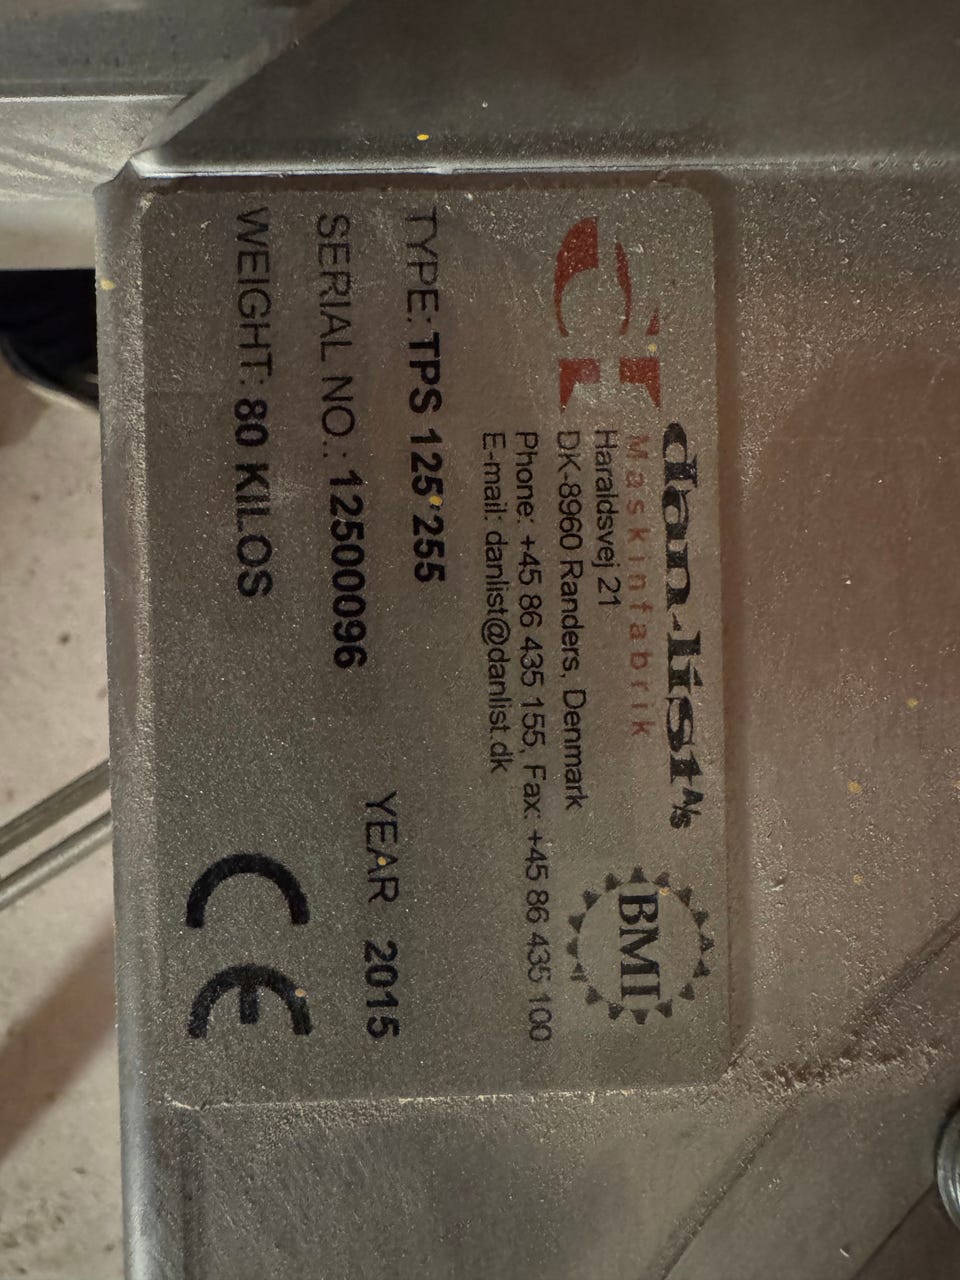 dan-list A/S
Maskinfabrik
Haraldsvej 21
DK-8960 Randers, Denmark
Phone: +45 86 435 155, Fax: +45 86 435 100
E-mail: danlist@danlist.dk
BMI
TYPE: TPS 125*255
SERIAL NO.: 12500096
YEAR 2015
WEIGHT: 80 KILOS
CE